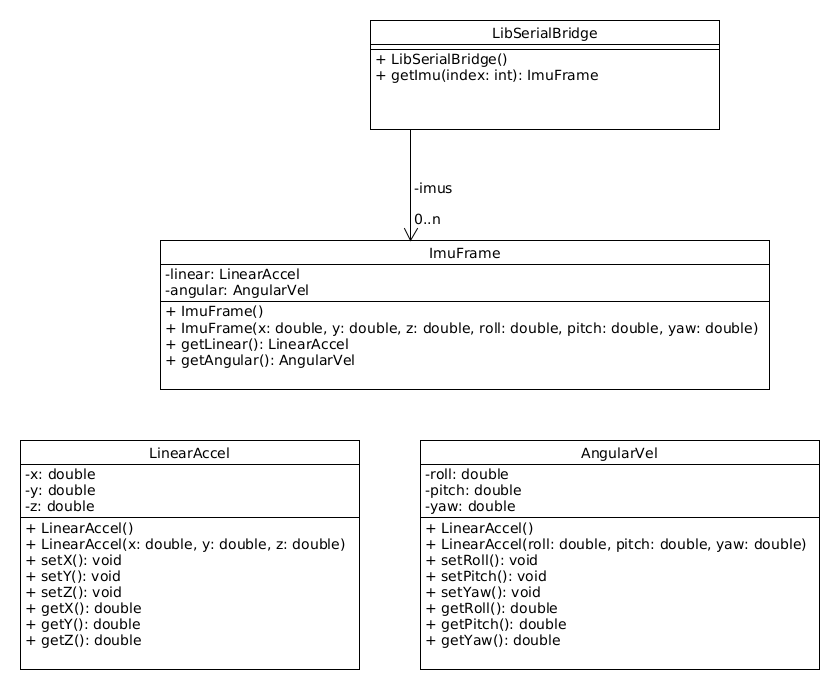 LibSerialBridge
+ LibSerialBridge()
+ getImu(index: int): ImuFrame
-imus
0..n
ImuFrame
-linear: LinearAccel
-angular: AngularVel
+ ImuFrame()
+ ImuFrame(x: double, y: double, z: double, roll: double, pitch: double, yaw: double)
+ getLinear(): LinearAccel
+ getAngular(): AngularVel
LinearAccel
-x: double
-y: double
-z: double
+ LinearAccel()
+ LinearAccel(x: double, y: double, z: double)
+ setX(): void
+ setY(): void
+ setZ(): void
+ getX(): double
+ getY(): double
+ getZ(): double
AngularVel
-roll: double
-pitch: double
-yaw: double
+ LinearAccel()
+ LinearAccel(roll: double, pitch: double, yaw: double)
+ setRoll(): void
+ setPitch(): void
+ setYaw(): void
+ getRoll(): double
+ getPitch(): double
+ getYaw(): double